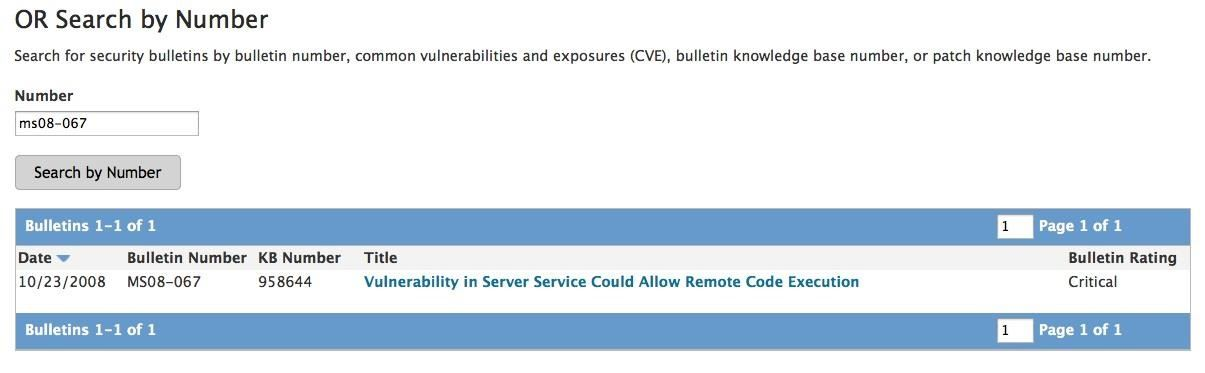 OR Search by Number
Search for security bulletins by bulletin number, common vulnerabilities and exposures (CVE), bulletin knowledge base number, or patch knowledge base number.
Number
ms08-067
Search by Number
Bulletins 1-1 of 1 1 Page 1 of 1
Date Bulletin Number KB Number Title Bulletin Rating
10/23/2008 MS08-067 958644 Vulnerability in Server Service Could Allow Remote Code Execution Critical
Bulletins 1-1 of 1 1 Page 1 of 1